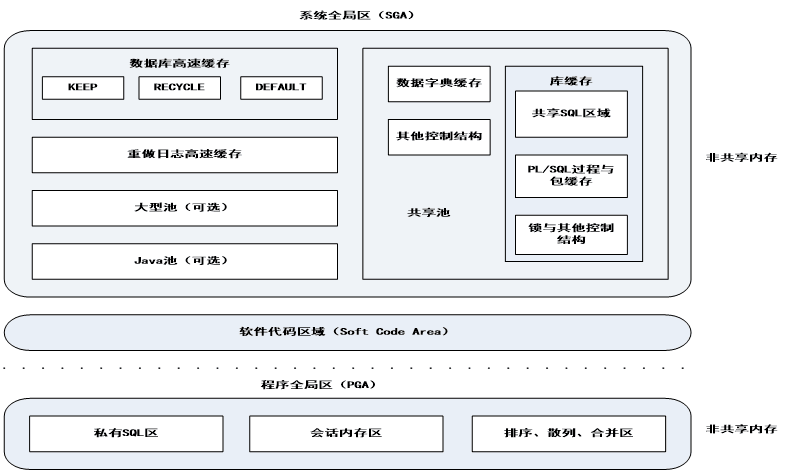 系统全局区（SGA）
数据库高速缓存
KEEP
RECYCLE
DEFAULT
重做日志高速缓存
大型池（可选）
Java池（可选）
数据字典缓存
其他控制结构
共享池
库缓存
共享SQL区域
PL/SQL过程与
包缓存
锁与其他控制
结构
非共享内存
软件代码区域（Soft Code Area）
程序全局区（PGA）
私有SQL区
会话内存区
排序、散列、合并区
非共享内存